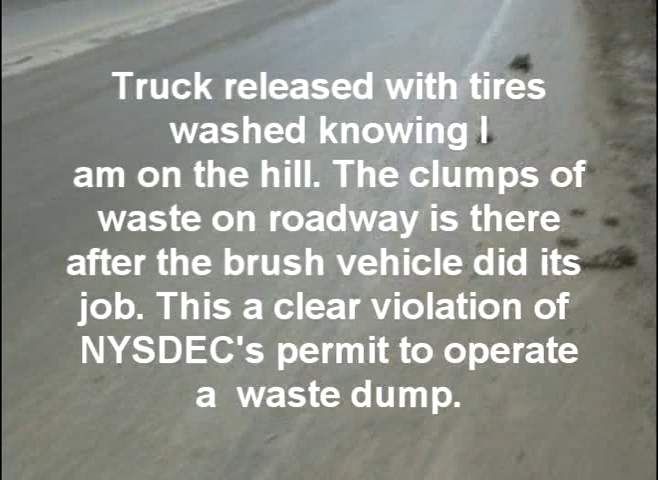 Truck released with tires
washed knowing I
am on the hill. The clumps of
waste on roadway is there
after the brush vehicle did its
job. This a clear violation of
NYSDEC's permit to operate
a waste dump.